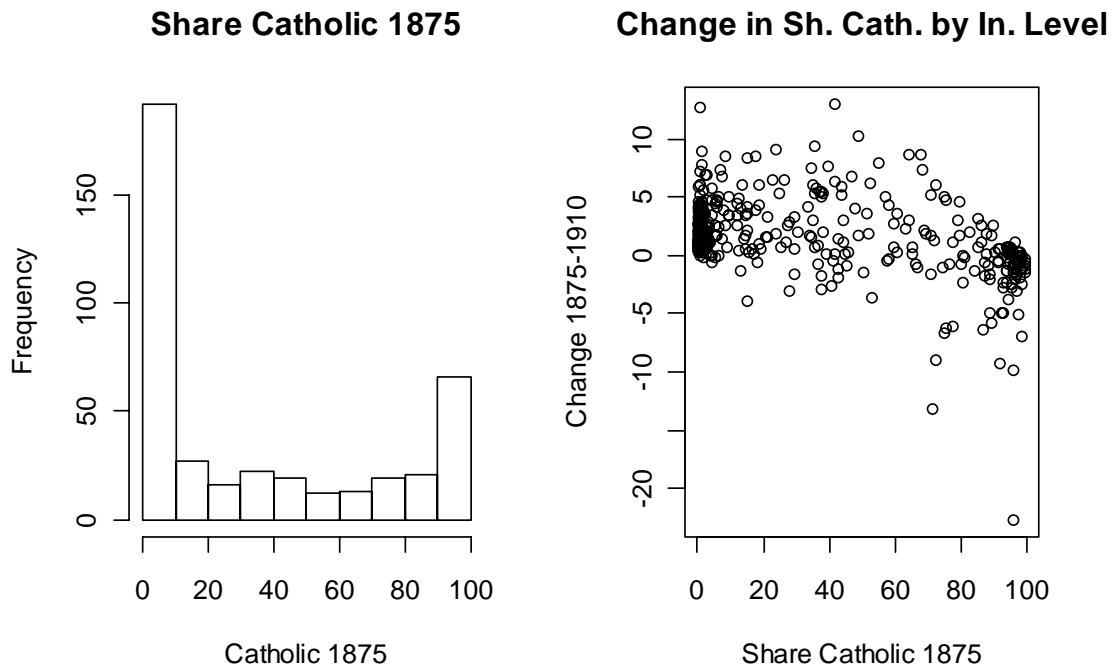 Share Catholic 1875
Frequency
0
50
100
150
0 20 40 60 80 100
Catholic 1875
Change in Sh. Cath. by In. Level
Change 1875-1910
10
5
0
-5
-10
-20
0 20 40 60 80 100
Share Catholic 1875